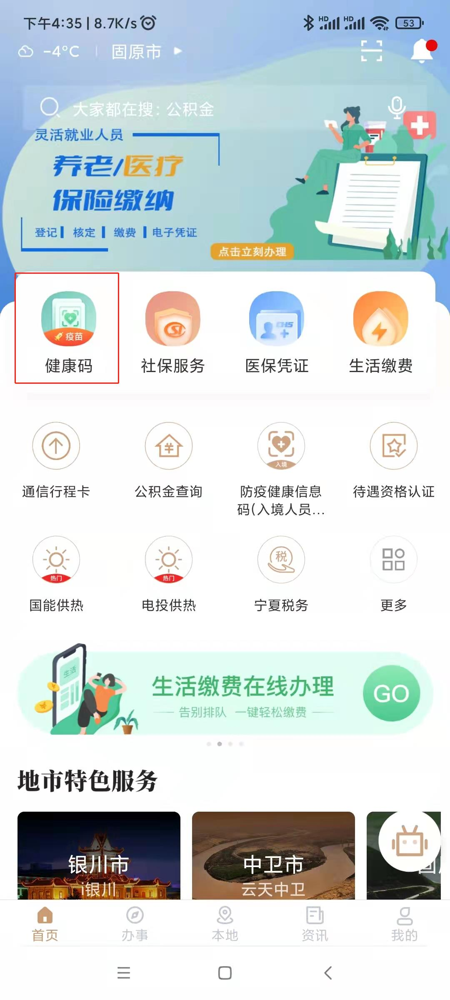 下午4:35 | 8.7K/s
HD HD 53
-4°C 固原市
大家都在搜：公积金
灵活就业人员
养老/医疗
保险缴纳
登记 核定 缴费 电子凭证
点击立刻办理
疫苗
CSI CHS
健康码 社保服务 医保凭证 生活缴费
入境
通信行程卡 公积金查询 防疫健康信息 待遇资格认证
码(入境人员...
热门 热门 税
国能供热 电投供热 宁夏税务 更多
生活
生活缴费在线办理
告别排队 一键轻松缴费
GO
地市特色服务
银川市 中卫市
i银川 云天中卫
首页 办事 本地 资讯 我的